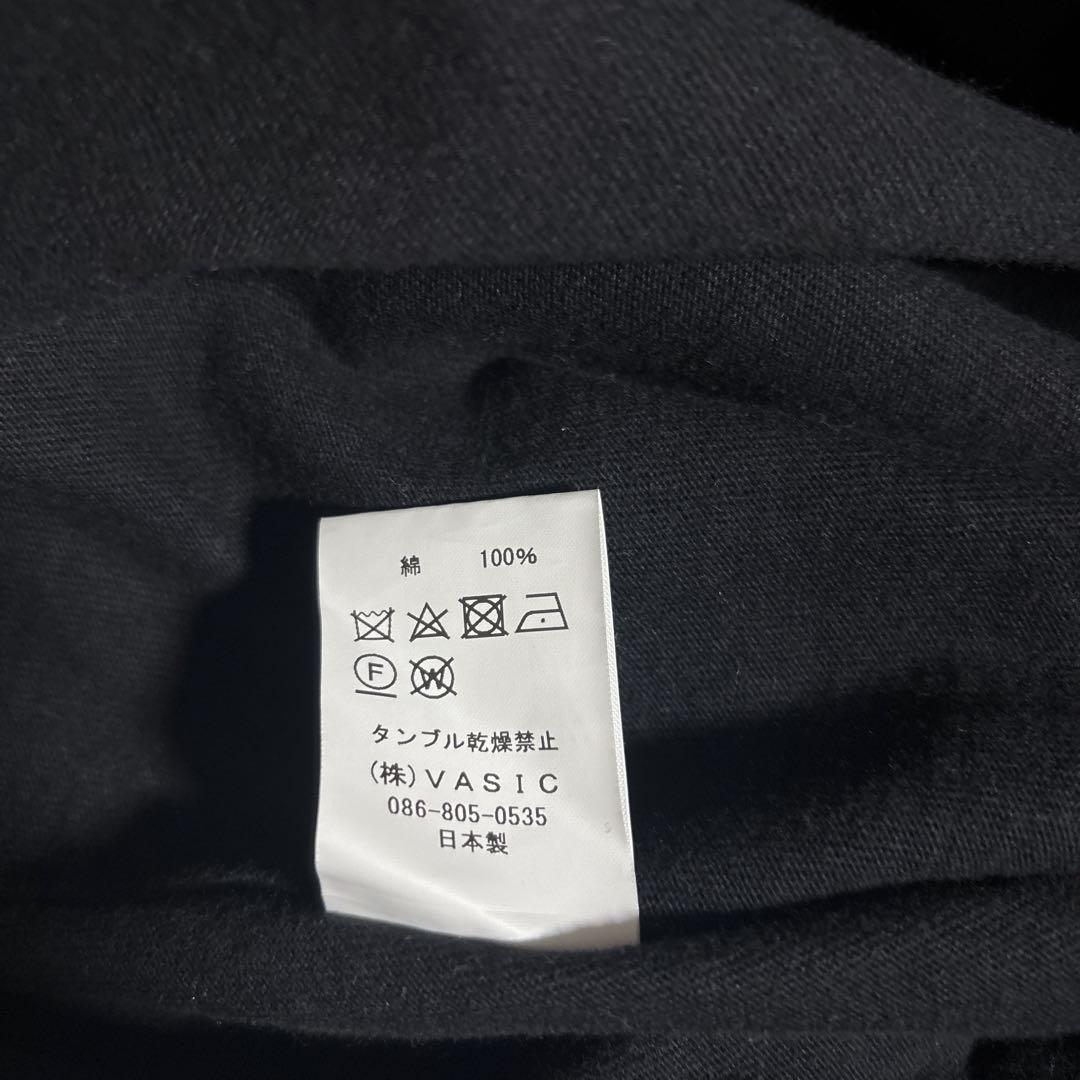 綿 100%
F W
タンブル乾燥禁止
(株)VASIC
086-805-0535
日本製